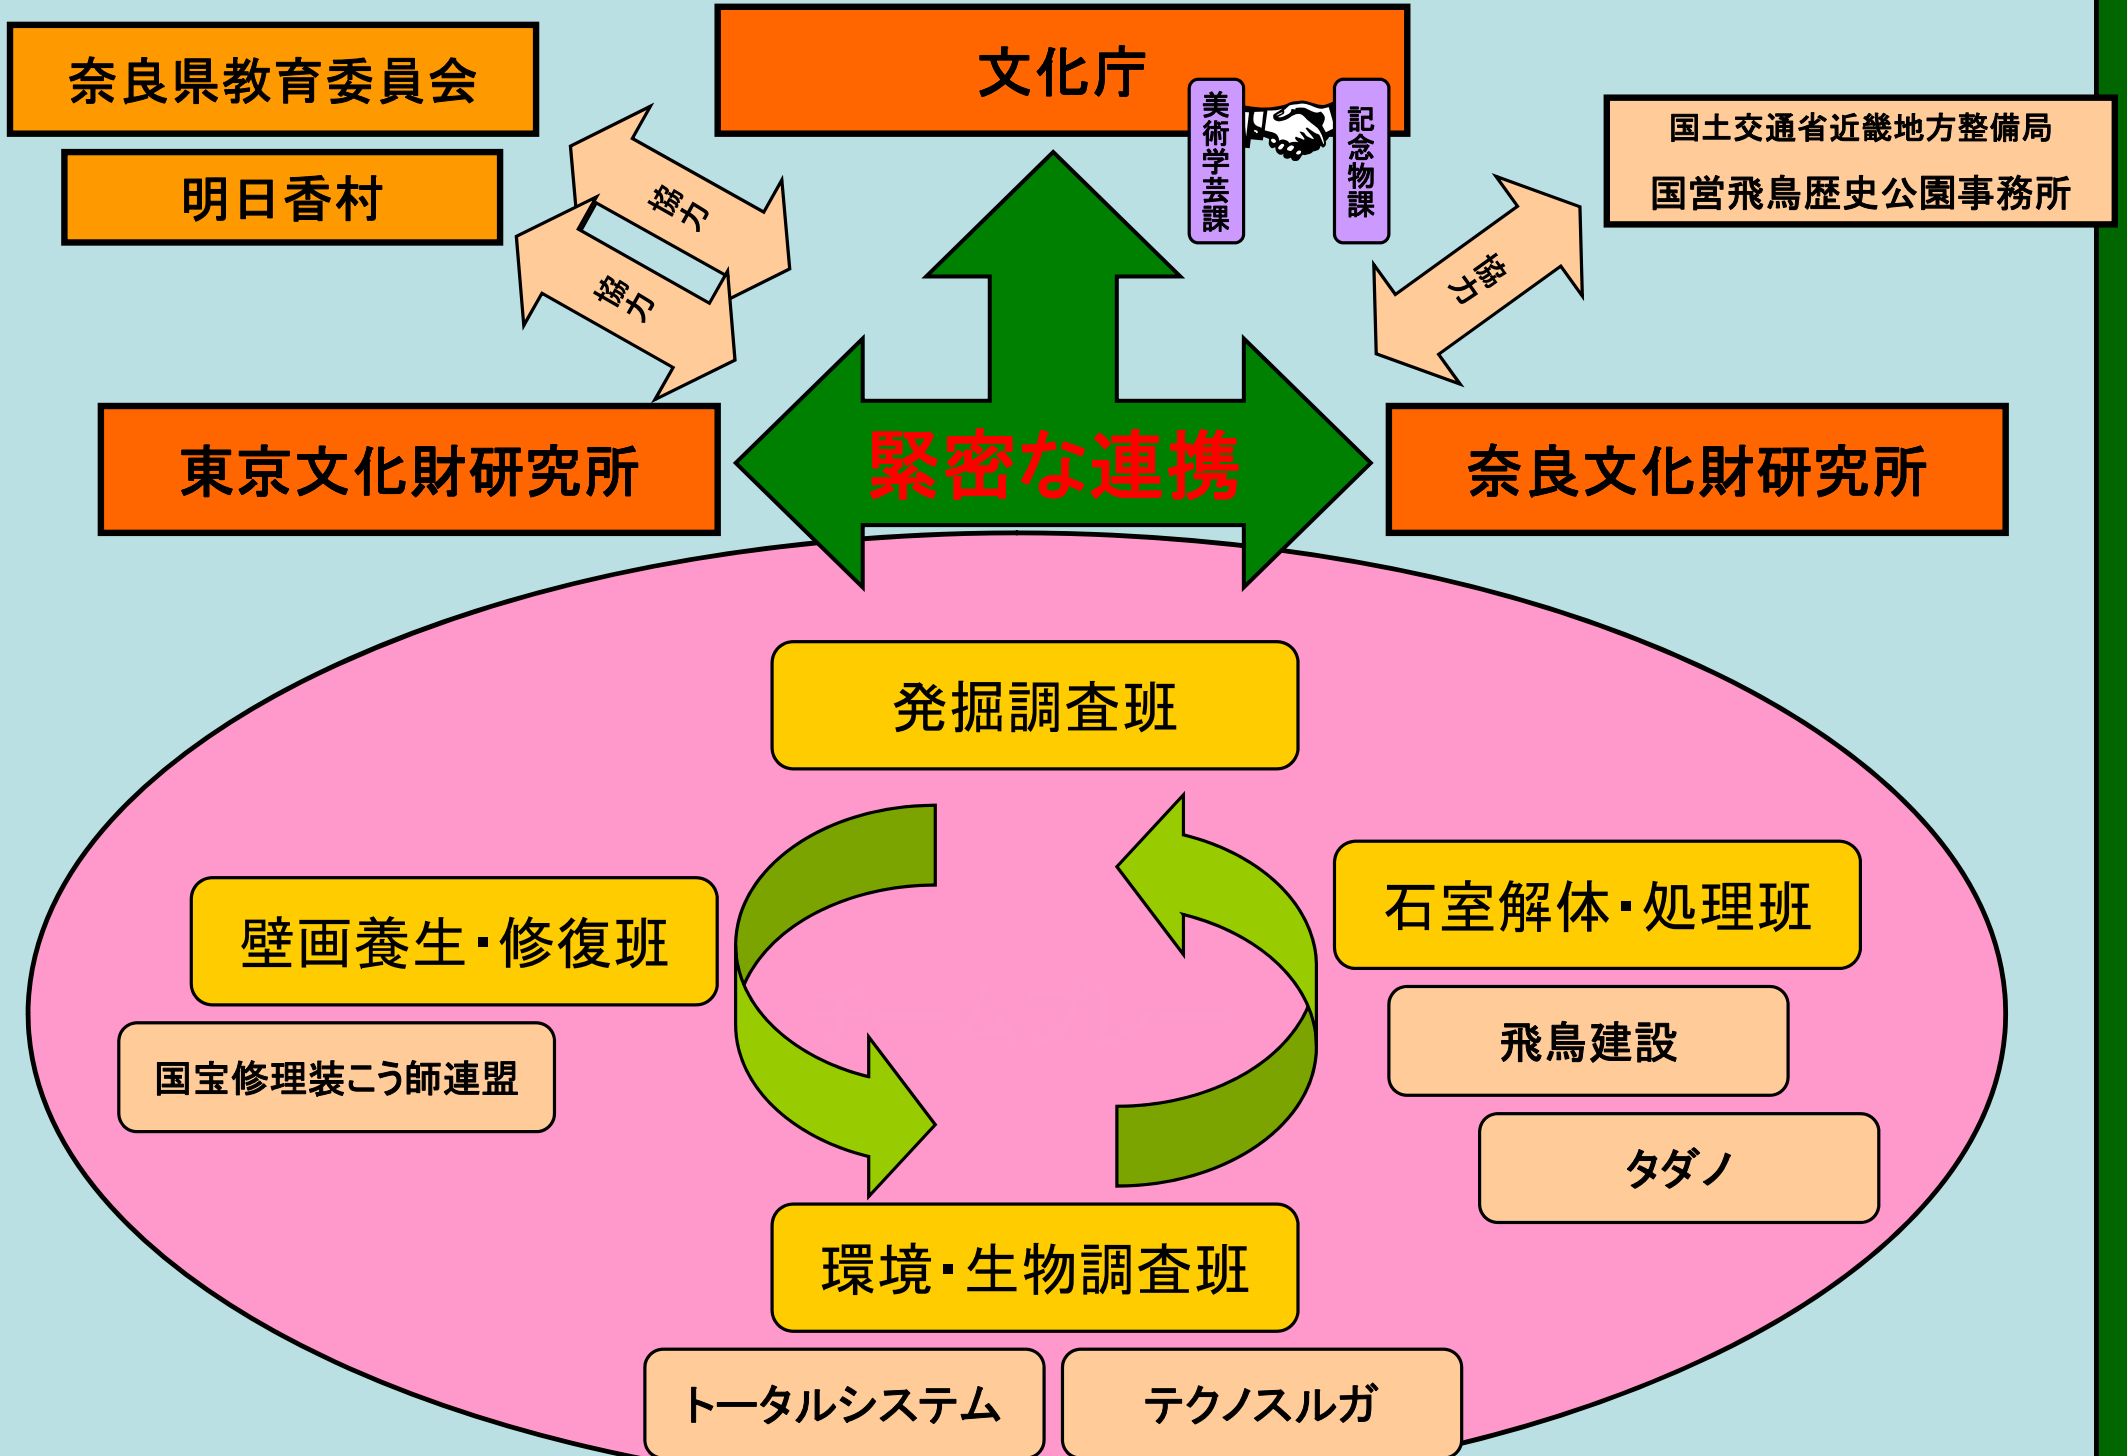 奈良県教育委員会
明日香村
文化庁
美術学芸課
記念物課
国土交通省近畿地方整備局
国営飛鳥歴史公園事務所
協力
協力
協力
東京文化財研究所
緊密な連携
奈良文化財研究所
発掘調査班
壁画養生・修復班
国宝修理装こう師連盟
石室解体・処理班
飛鳥建設
タダノ
環境・生物調査班
トータルシステム
テクノスルガ